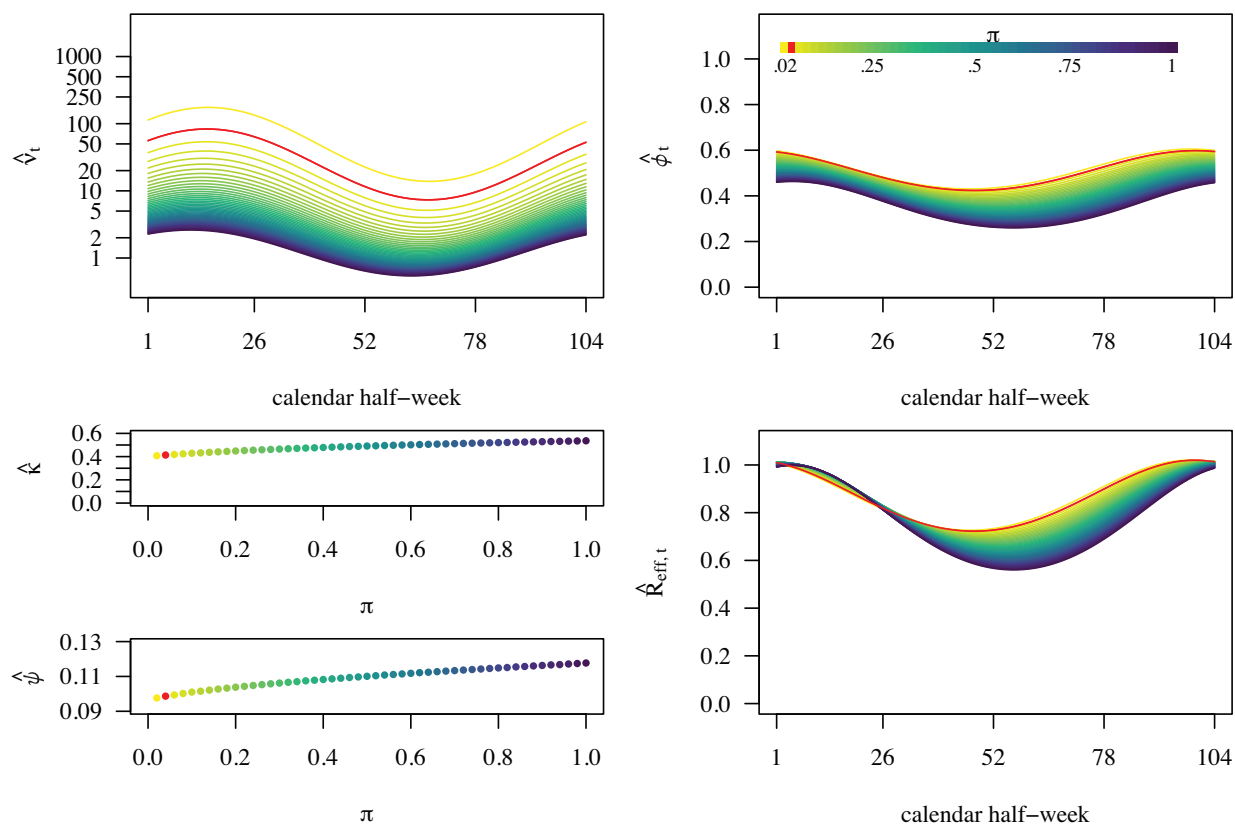 1000
500
250
100
50
20
10
5
2
1
ν̂ₜ
1 26 52 78 104
calendar half−week
π
.02 .25 .5 .75 1
1.0
0.8
0.6
0.4
0.2
0.0
ϕ̂ ₜ
1 26 52 78 104
calendar half−week
0.6
0.4
0.0
κ̂
0.0 0.2 0.4 0.6 0.8 1.0
π
0.13
0.11
0.09
ψ̂
0.0 0.2 0.4 0.6 0.8 1.0
π
1.0
0.8
0.6
0.4
0.2
0.0
R̂eff, t
1 26 52 78 104
calendar half−week